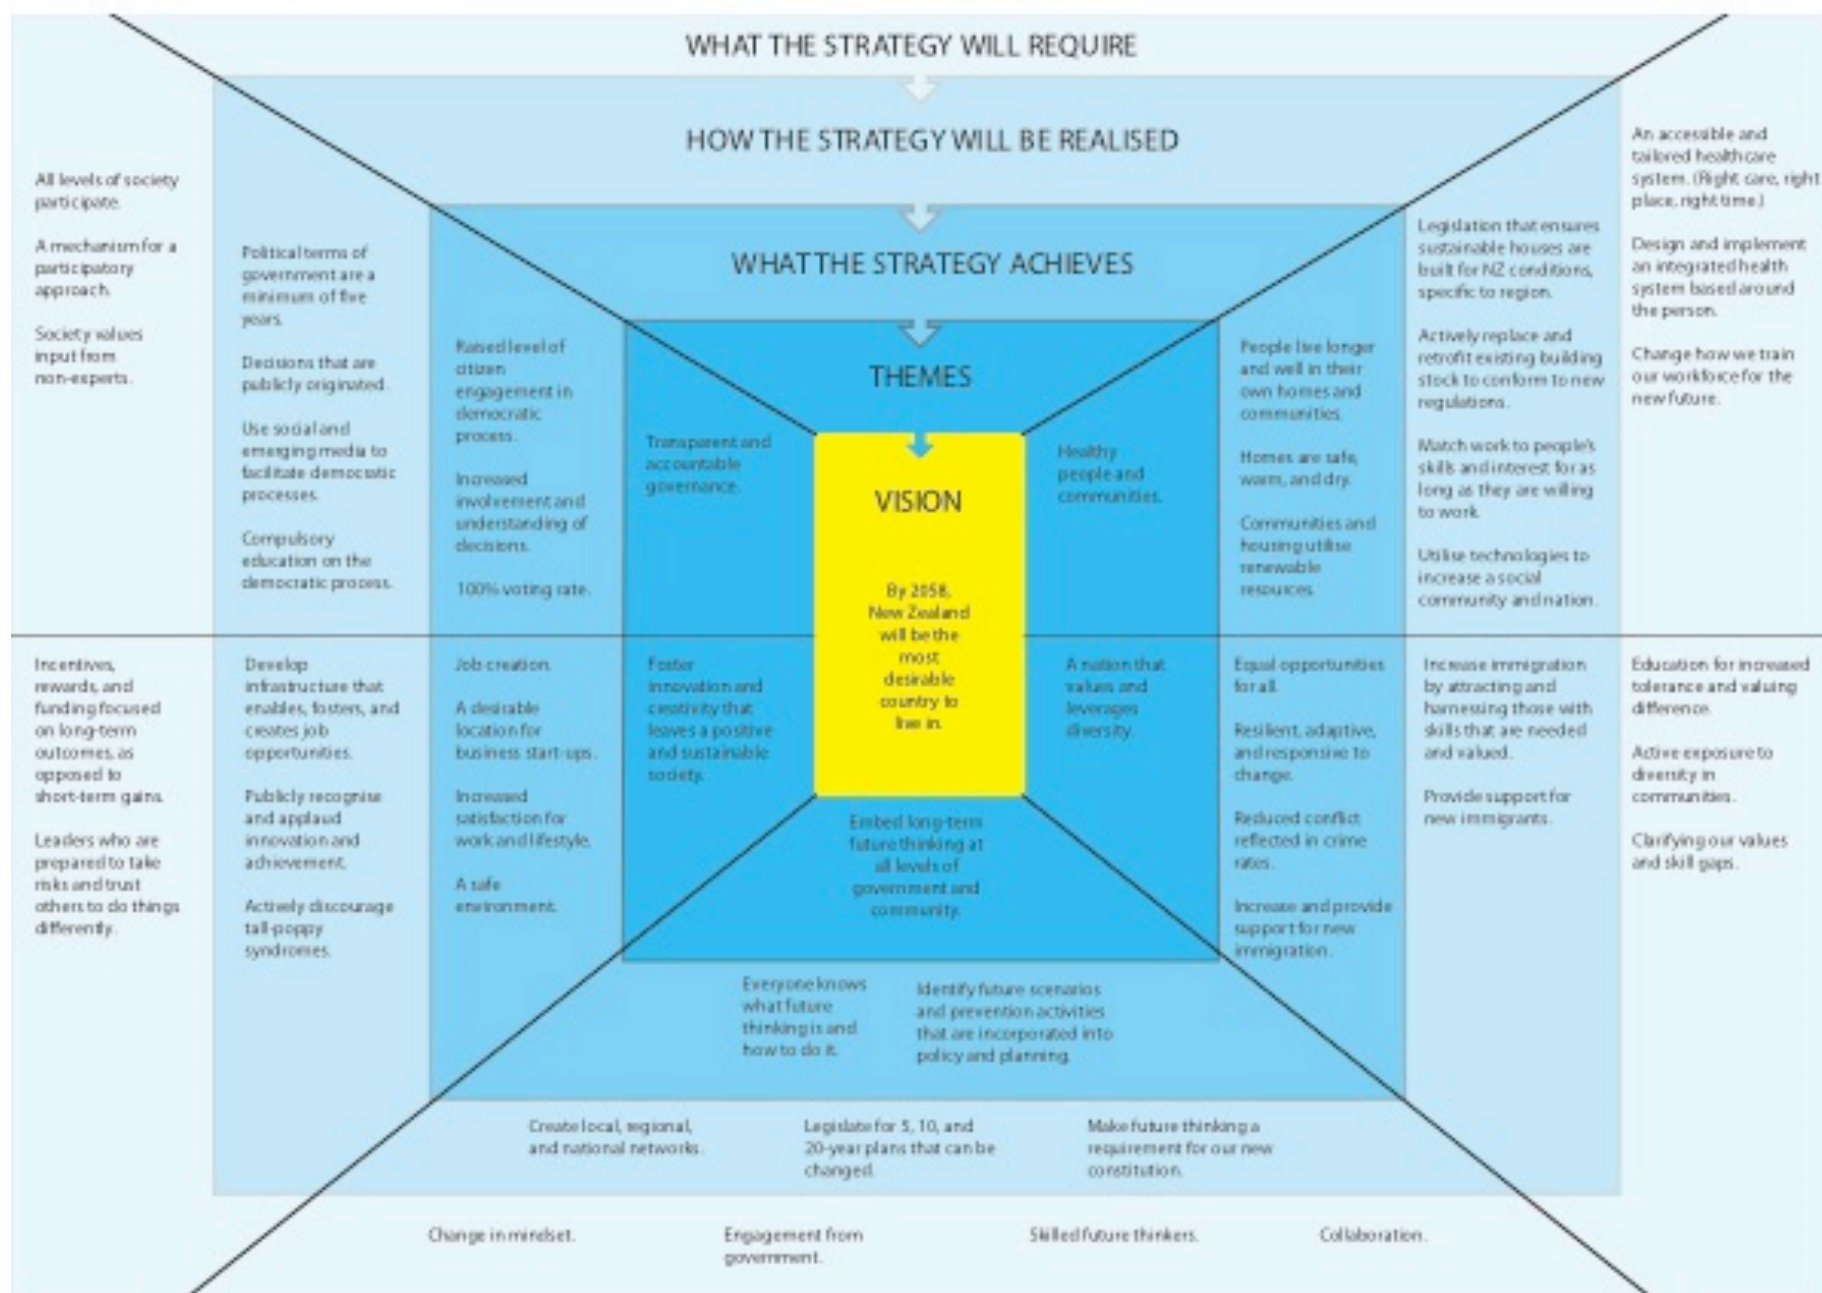 WHAT THE STRATEGY WILL REQUIRE
HOW THE STRATEGY WILL BE REALISED
WHAT THE STRATEGY ACHIEVES
THEMES
VISION
By 2058,
New Zealand
will be the
most
desirable
country to
live in.
All levels of society
participate.
A mechanism for a
participatory
approach.
Society values
input from
non-experts.
Political terms of
government are a
minimum of five
years.
Decisions that are
publicly originated.
Use social and
emerging media to
facilitate democratic
processes.
Compulsory
education on the
democratic process.
Raised level of
citizen
engagement in
democratic
process.
Increased
involvement and
understanding of
decisions.
100% voting rate.
Transparent and
accountable
governance.
Healthy
people and
communities.
People live longer
and well in their
own homes and
communities.
Homes are safe,
warm, and dry.
Communities and
housing utilise
renewable
resources.
Legislation that ensures
sustainable houses are
built for NZ conditions,
specific to region.
Actively replace and
retrofit existing building
stock to conform to new
regulations.
Match work to people's
skills and interest for as
long as they are willing
to work.
Utilise technologies to
increase a social
community and nation.
An accessible and
tailored healthcare
system. (Right care, right
place, right time.)
Design and implement
an integrated health
system based around
the person.
Change how we train
our workforce for the
new future.
Incentives,
rewards, and
funding focused
on long-term
outcomes, as
opposed to
short-term gains.
Leaders who are
prepared to take
risks and trust
others to do things
differently.
Develop
infrastructure that
enables, fosters, and
creates job
opportunities.
Publicly recognise
and applaud
innovation and
achievement.
Actively discourage
tall-poppy
syndromes.
Job creation.
A desirable
location for
business start-ups.
Increased
satisfaction for
work and lifestyle.
A safe
environment.
Foster
innovation and
creativity that
leaves a positive
and sustainable
society.
A nation that
values and
leverages
diversity.
Equal opportunities
for all.
Resilient, adaptive,
and responsive to
change.
Reduced conflict
reflected in crime
rates.
Increase and provide
support for new
immigration.
Increase immigration
by attracting and
harnessing those with
skills that are needed
and valued.
Provide support for
new immigrants.
Education for increased
tolerance and valuing
difference.
Active exposure to
diversity in
communities.
Clarifying our values
and skill gaps.
Embed long-term
future thinking at
all levels of
government and
community.
Everyone knows
what future
thinking is and
how to do it.
Identify future scenarios
and prevention activities
that are incorporated into
policy and planning.
Create local, regional,
and national networks.
Legislate for 5, 10, and
20-year plans that can be
changed.
Make future thinking a
requirement for our new
constitution.
Change in mindset.
Engagement from
government.
Skilled future thinkers.
Collaboration.